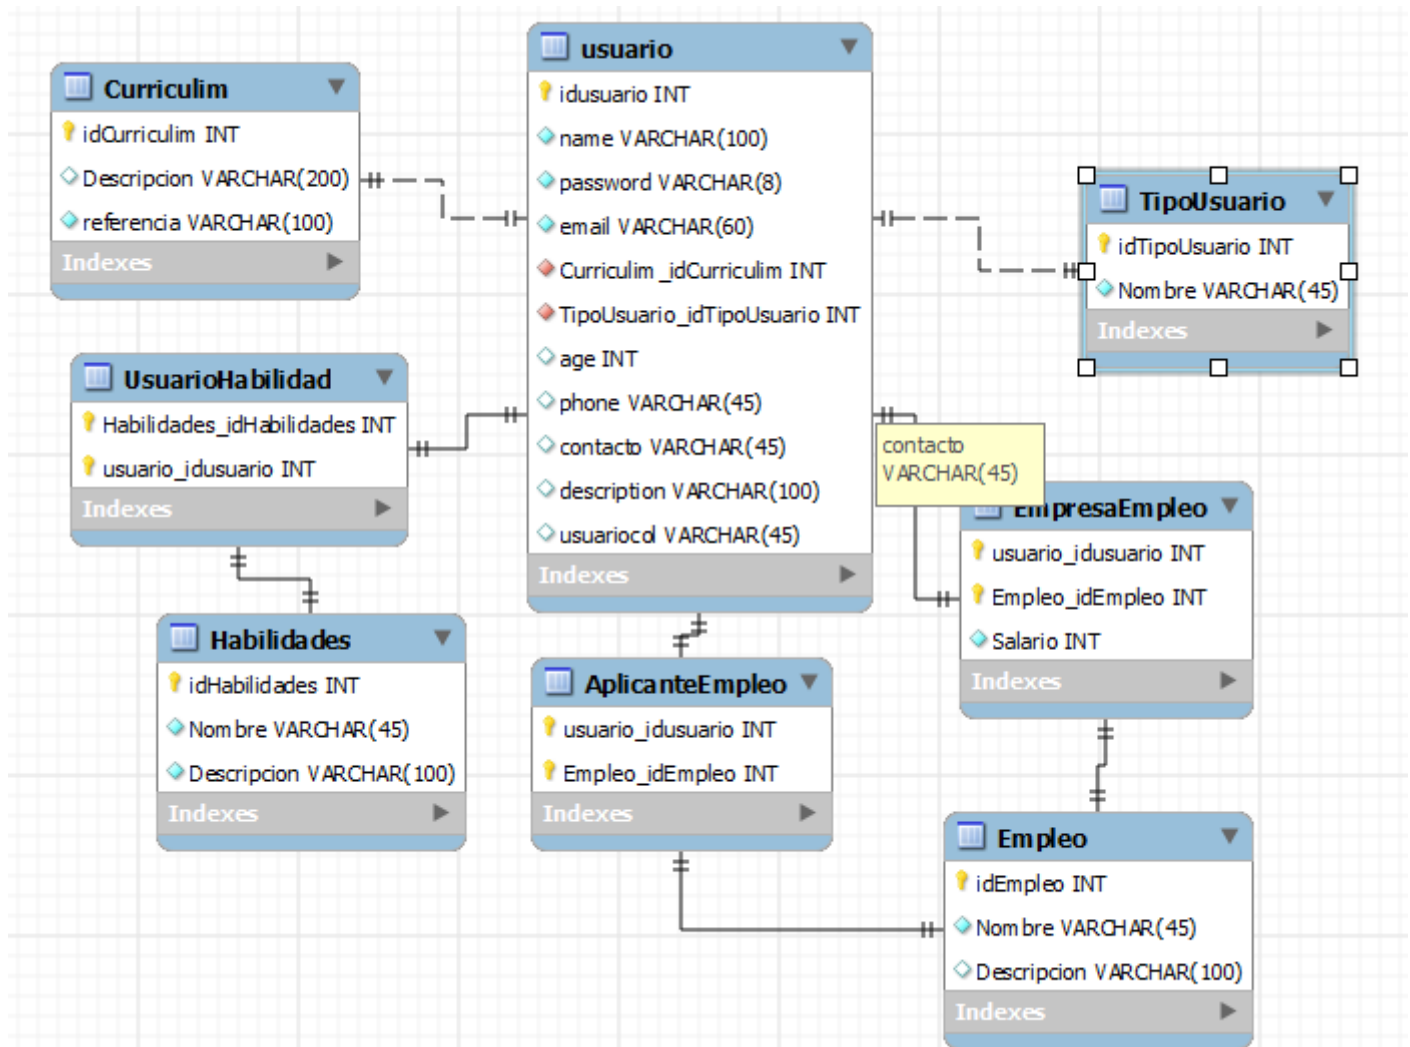 Curriculim
idCurriculim INT
Descripcion VARCHAR(200)
referencia VARCHAR(100)
Indexes
usuario
idusuario INT
name VARCHAR(100)
password VARCHAR(8)
email VARCHAR(60)
Curriculim _idCurriculim INT
TipoUsuario_idTipoUsuario INT
age INT
phone VARCHAR(45)
contacto VARCHAR(45)
description VARCHAR(100)
usuariocol VARCHAR(45)
Indexes
TipoUsuario
idTipoUsuario INT
Nombre VARCHAR(45)
Indexes
UsuarioHabilidad
Habilidades_idHabilidades INT
usuario_idusuario INT
Indexes
contacto
VARCHAR(45)
EmpresaEmpleo
usuario_idusuario INT
Empleo_idEmpleo INT
Salario INT
Indexes
Habilidades
idHabilidades INT
Nombre VARCHAR(45)
Descripcion VARCHAR(100)
Indexes
AplicanteEmpleo
usuario_idusuario INT
Empleo_idEmpleo INT
Indexes
Empleo
idEmpleo INT
Nombre VARCHAR(45)
Descripcion VARCHAR(100)
Indexes